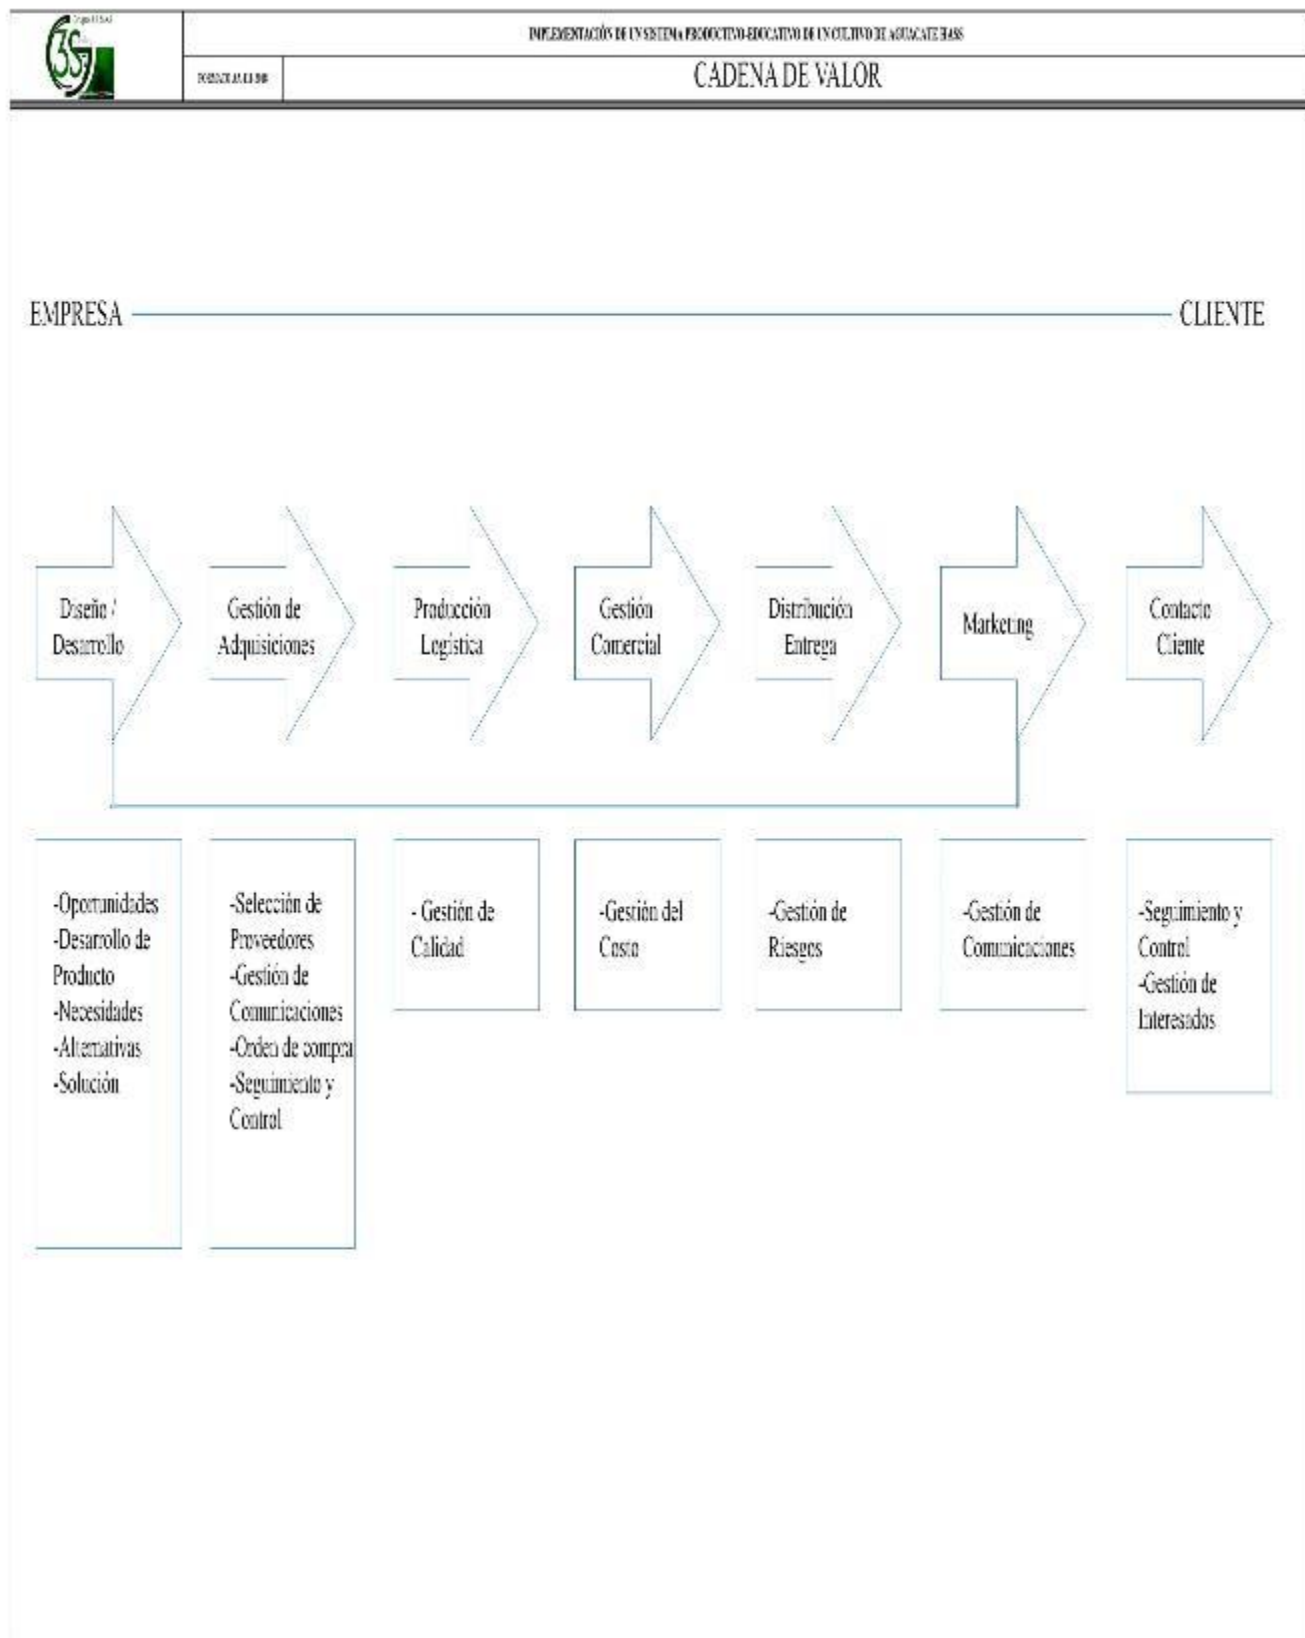 3S
IMPLEMENTACIÓN DE UN SISTEMA PRODUCTIVO-EDUCATIVO DE UN CULTIVO DE AGUACATE HASS
CADENA DE VALOR
EMPRESA
CLIENTE
Diseño /
Desarrollo
Gestión de
Adquisiciones
Producción
Logística
Gestión
Comercial
Distribución
Entrega
Marketing
Contacto
Cliente
-Oportunidades
-Desarrollo de
Producto
-Necesidades
-Alternativas
-Solución
-Selección de
Proveedores
-Gestión de
Comunicaciones
-Orden de compra
-Seguimiento y
Control
- Gestión de
Calidad
-Gestión del
Costo
-Gestión de
Riesgos
-Gestión de
Comunicaciones
-Seguimiento y
Control
-Gestión de
Interesados